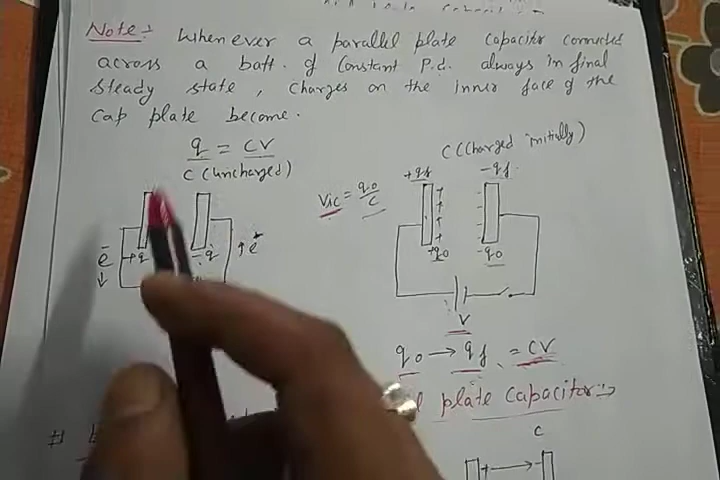 Note :-  Whenever a parallel plate capacitor connected
across a batt. of Constant P.d. always in final
steady state, charges on the inner face of the
cap plate become.
q = CV
C (uncharged)
C (Charged initially)
+qf  -qf
Vic = q0/C
+q  -q
e-  e-
+q0  -q0
V
q0 → qf = CV
plate capacitor :→
#
C